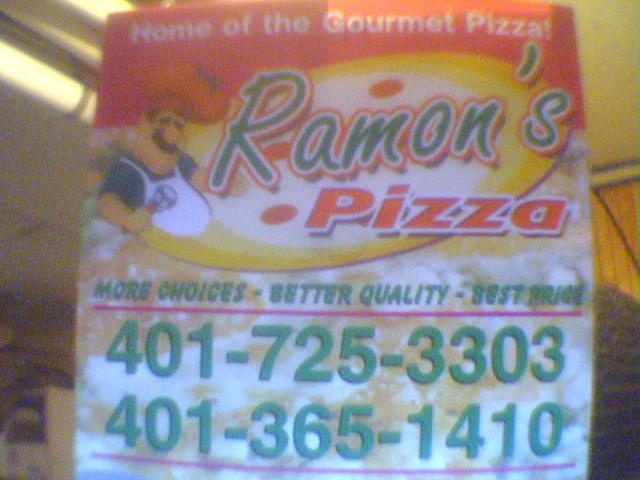 Home of the Gourmet Pizza!
Ramon's
Pizza
MORE CHOICES - BETTER QUALITY - BEST PRICE
401-725-3303
401-365-1410